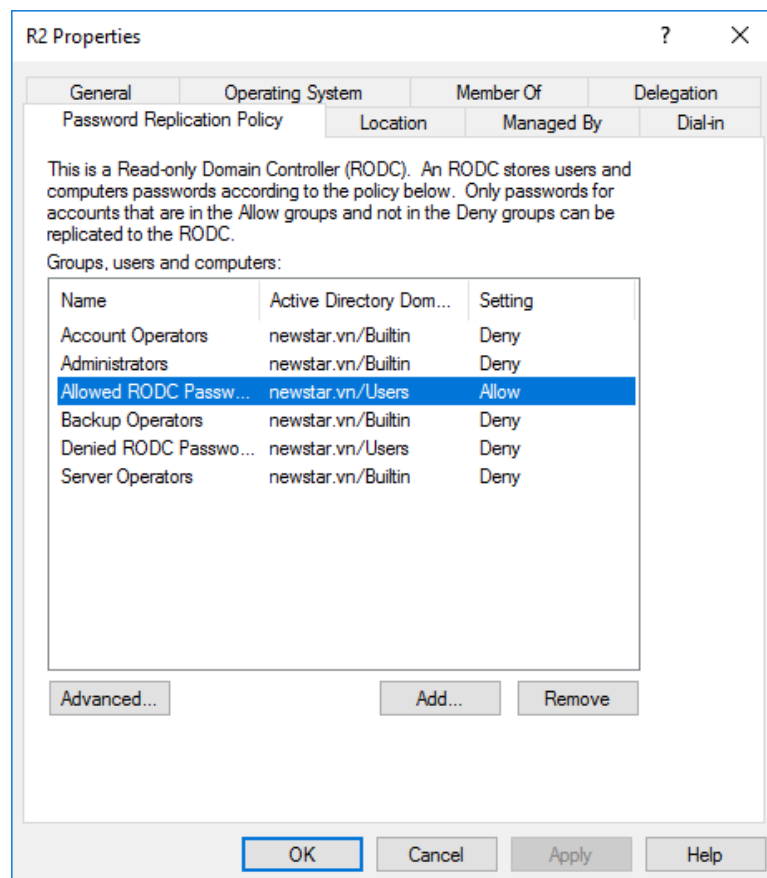 R2 Properties
?
General Operating System Member Of Delegation
Password Replication Policy Location Managed By Dial-in
This is a Read-only Domain Controller (RODC). An RODC stores users and
computers passwords according to the policy below. Only passwords for
accounts that are in the Allow groups and not in the Deny groups can be
replicated to the RODC.
Groups, users and computers:
Name Active Directory Dom... Setting
Account Operators newstar.vn/Builtin Deny
Administrators newstar.vn/Builtin Deny
Allowed RODC Passw... newstar.vn/Users Allow
Backup Operators newstar.vn/Builtin Deny
Denied RODC Passwo... newstar.vn/Users Deny
Server Operators newstar.vn/Builtin Deny
Advanced... Add... Remove
OK Cancel Apply Help